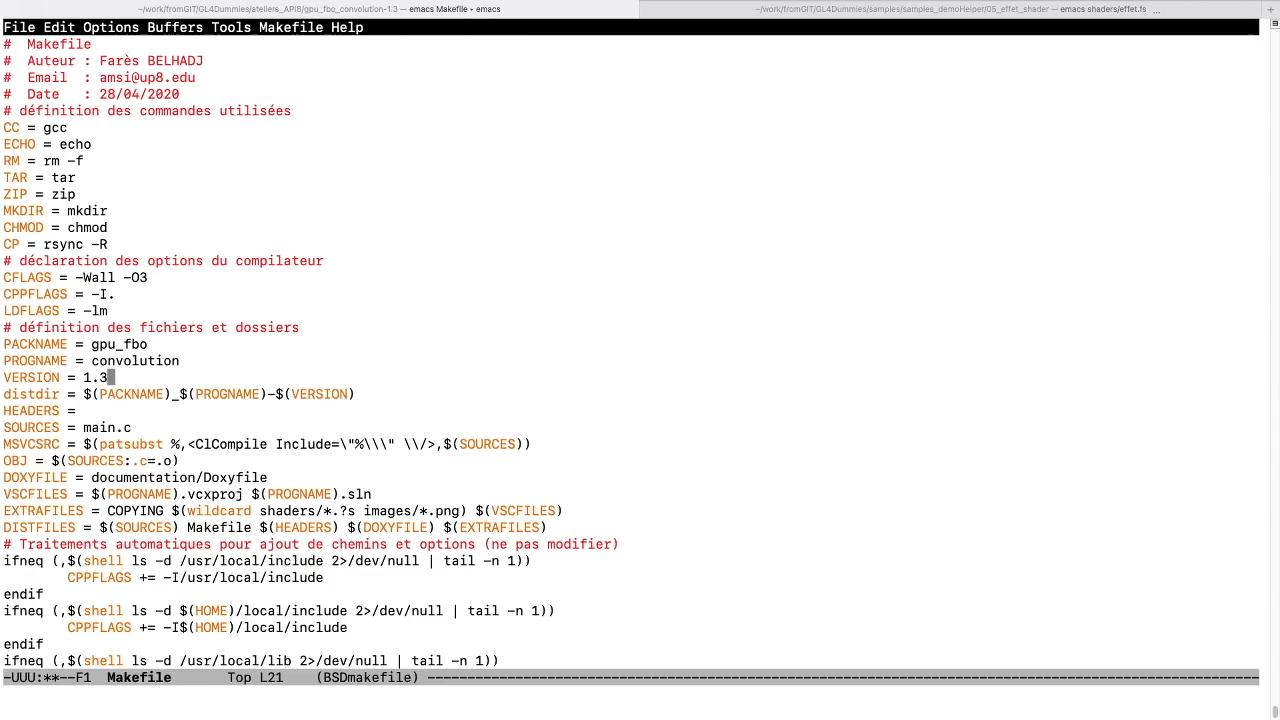 ~/work/fromGIT/GL4Dummies/ateliers_API8/gpu_fbo_convolution-1.3 — emacs Makefile • emacs
~/work/fromGIT/GL4Dummies/samples/samples_demoHelper/05_effet_shader — emacs shaders/effet.fs ... +
File Edit Options Buffers Tools Makefile Help
#  Makefile
#  Auteur : Farès BELHADJ
#  Email  : amsi@up8.edu
#  Date   : 28/04/2020
# définition des commandes utilisées
CC = gcc
ECHO = echo
RM = rm -f
TAR = tar
ZIP = zip
MKDIR = mkdir
CHMOD = chmod
CP = rsync -R
# déclaration des options du compilateur
CFLAGS = -Wall -O3
CPPFLAGS = -I.
LDFLAGS = -lm
# définition des fichiers et dossiers
PACKNAME = gpu_fbo
PROGNAME = convolution
VERSION = 1.3
distdir = $(PACKNAME)_$(PROGNAME)-$(VERSION)
HEADERS =
SOURCES = main.c
MSVCSRC = $(patsubst %,<ClCompile Include=\"%\\\" \\/>,$(SOURCES))
OBJ = $(SOURCES:.c=.o)
DOXYFILE = documentation/Doxyfile
VSCFILES = $(PROGNAME).vcxproj $(PROGNAME).sln
EXTRAFILES = COPYING $(wildcard shaders/*.?s images/*.png) $(VSCFILES)
DISTFILES = $(SOURCES) Makefile $(HEADERS) $(DOXYFILE) $(EXTRAFILES)
# Traitements automatiques pour ajout de chemins et options (ne pas modifier)
ifneq (,$(shell ls -d /usr/local/include 2>/dev/null | tail -n 1))
        CPPFLAGS += -I/usr/local/include
endif
ifneq (,$(shell ls -d $(HOME)/local/include 2>/dev/null | tail -n 1))
        CPPFLAGS += -I$(HOME)/local/include
endif
ifneq (,$(shell ls -d /usr/local/lib 2>/dev/null | tail -n 1))
-UUU:**--F1  Makefile       Top L21    (BSDmakefile) --------------------------------------------------------------------------------------------------------